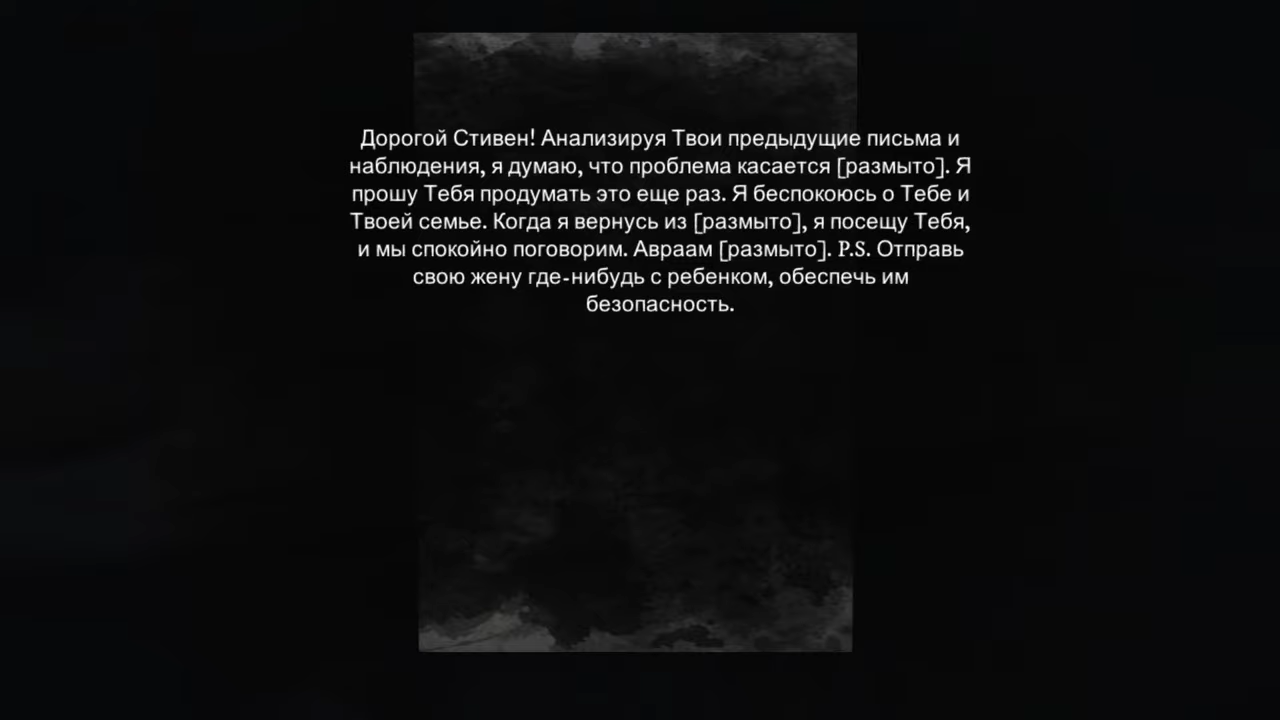 Дорогой Стивен! Анализируя Твои предыдущие письма и
наблюдения, я думаю, что проблема касается [размыто]. Я
прошу Тебя продумать это еще раз. Я беспокоюсь о Тебе и
Твоей семье. Когда я вернусь из [размыто], я посещу Тебя,
и мы спокойно поговорим. Авраам [размыто]. P.S. Отправь
свою жену где-нибудь с ребенком, обеспечь им
безопасность.